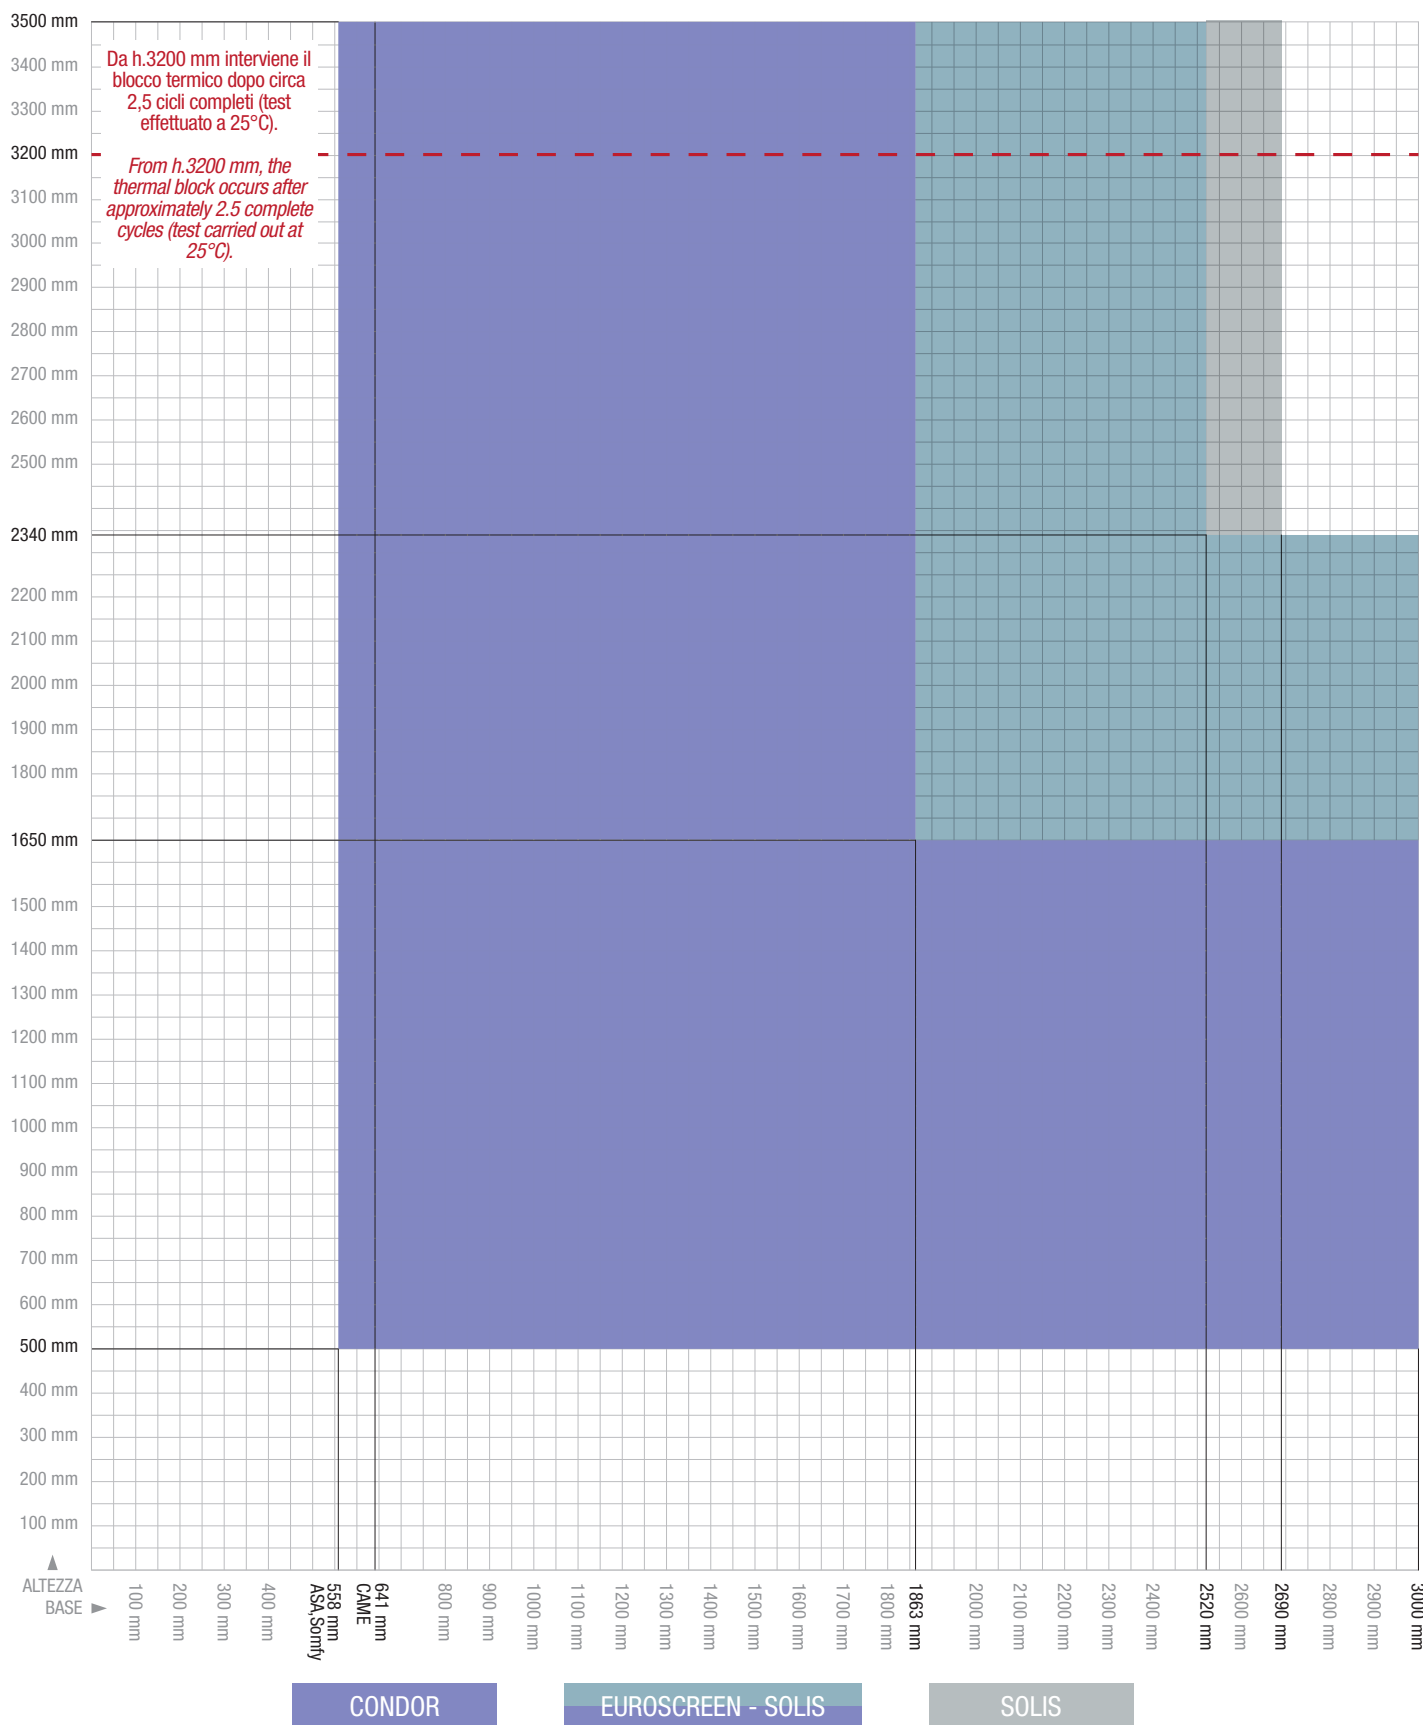 3500 mm
3400 mm
3300 mm
3200 mm
3100 mm
3000 mm
2900 mm
2800 mm
2700 mm
2600 mm
2500 mm
2340 mm
2200 mm
2100 mm
2000 mm
1900 mm
1800 mm
1650 mm
1500 mm
1400 mm
1300 mm
1200 mm
1100 mm
1000 mm
900 mm
800 mm
700 mm
600 mm
500 mm
400 mm
300 mm
200 mm
100 mm
Da h.3200 mm interviene il
blocco termico dopo circa
2,5 cicli completi (test
effettuato a 25°C).
From h.3200 mm, the
thermal block occurs after
approximately 2.5 complete
cycles (test carried out at
25°C).
ALTEZZA
BASE
100 mm
200 mm
300 mm
400 mm
558 mm
ASA, Somfy
641 mm
CAME
800 mm
900 mm
1000 mm
1100 mm
1200 mm
1300 mm
1400 mm
1500 mm
1600 mm
1700 mm
1800 mm
1863 mm
2000 mm
2100 mm
2200 mm
2300 mm
2400 mm
2520 mm
2600 mm
2690 mm
2800 mm
2900 mm
3000 mm
CONDOR
EUROSCREEN - SOLIS
SOLIS